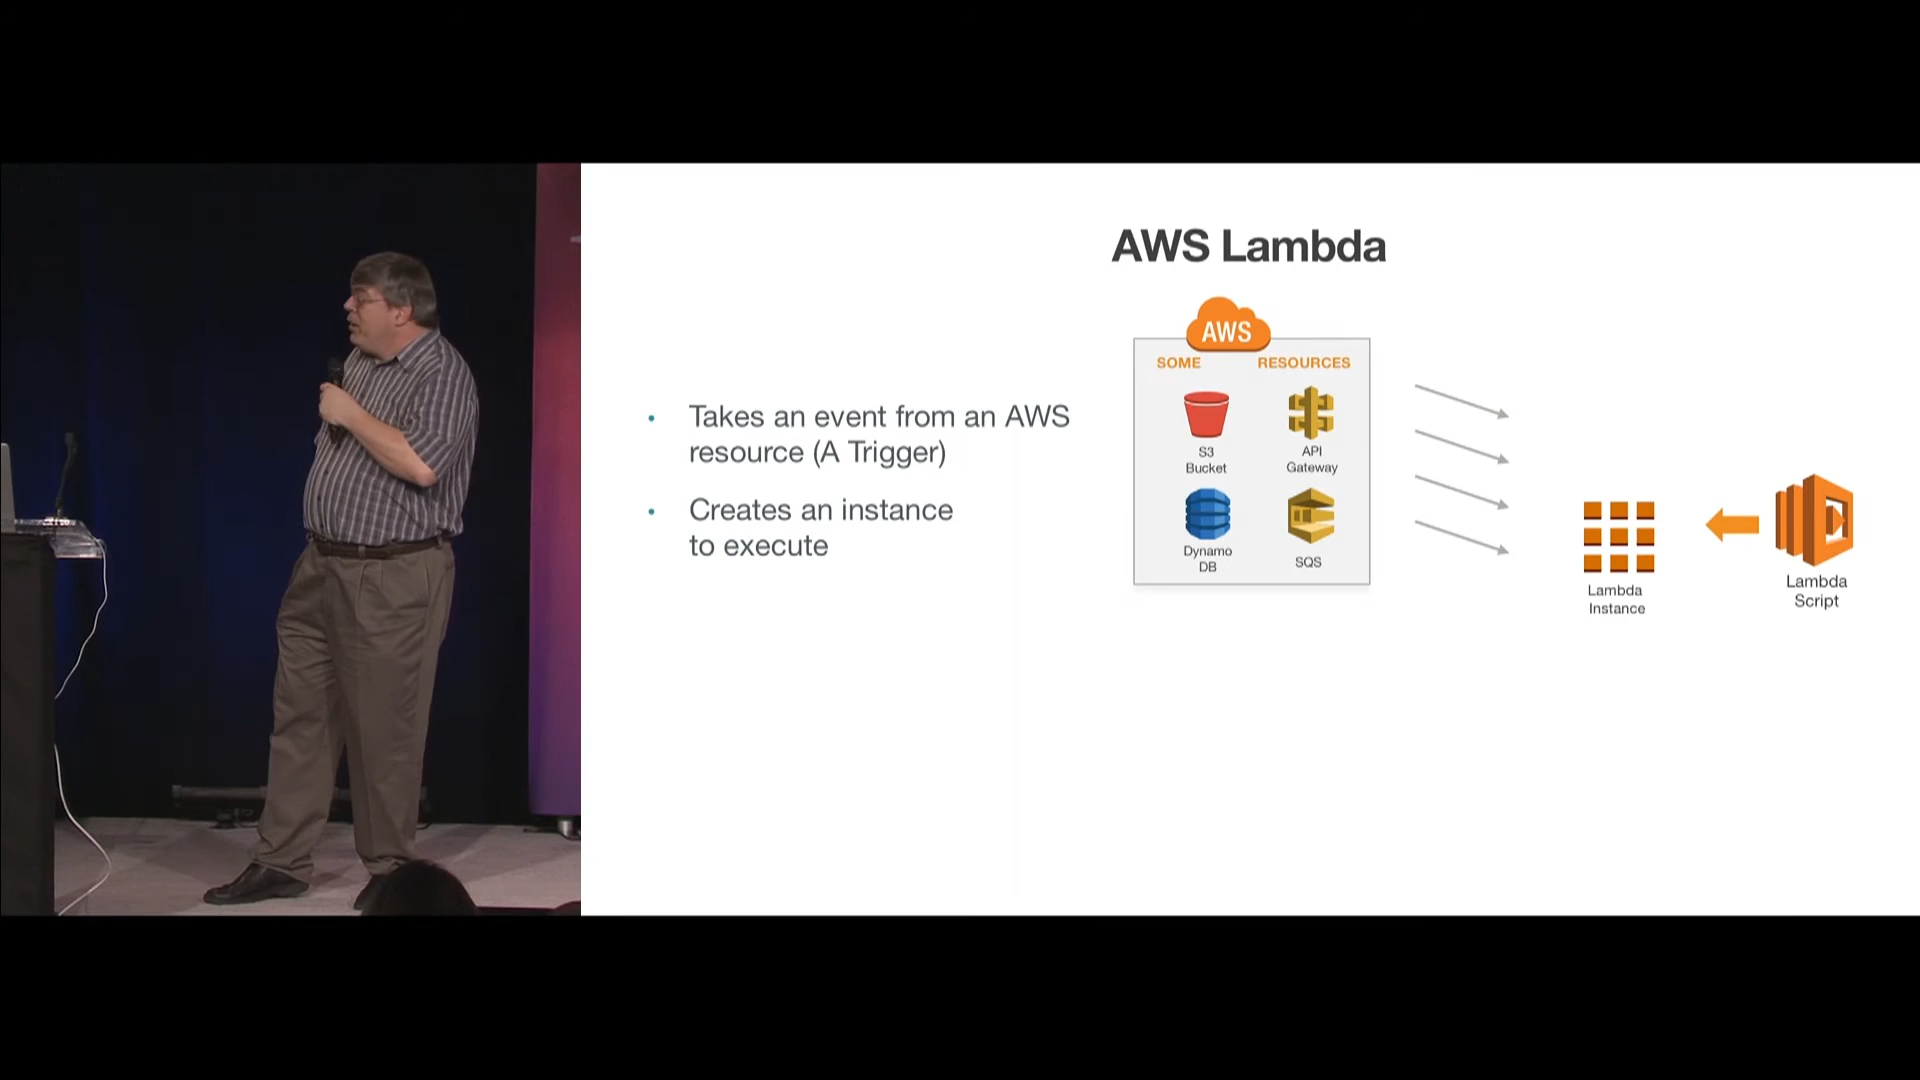 AWS Lambda
Takes an event from an AWS
resource (A Trigger)
Creates an instance
to execute
AWS
SOME RESOURCES
S3
Bucket
API
Gateway
Dynamo
DB
SQS
Lambda
Instance
Lambda
Script